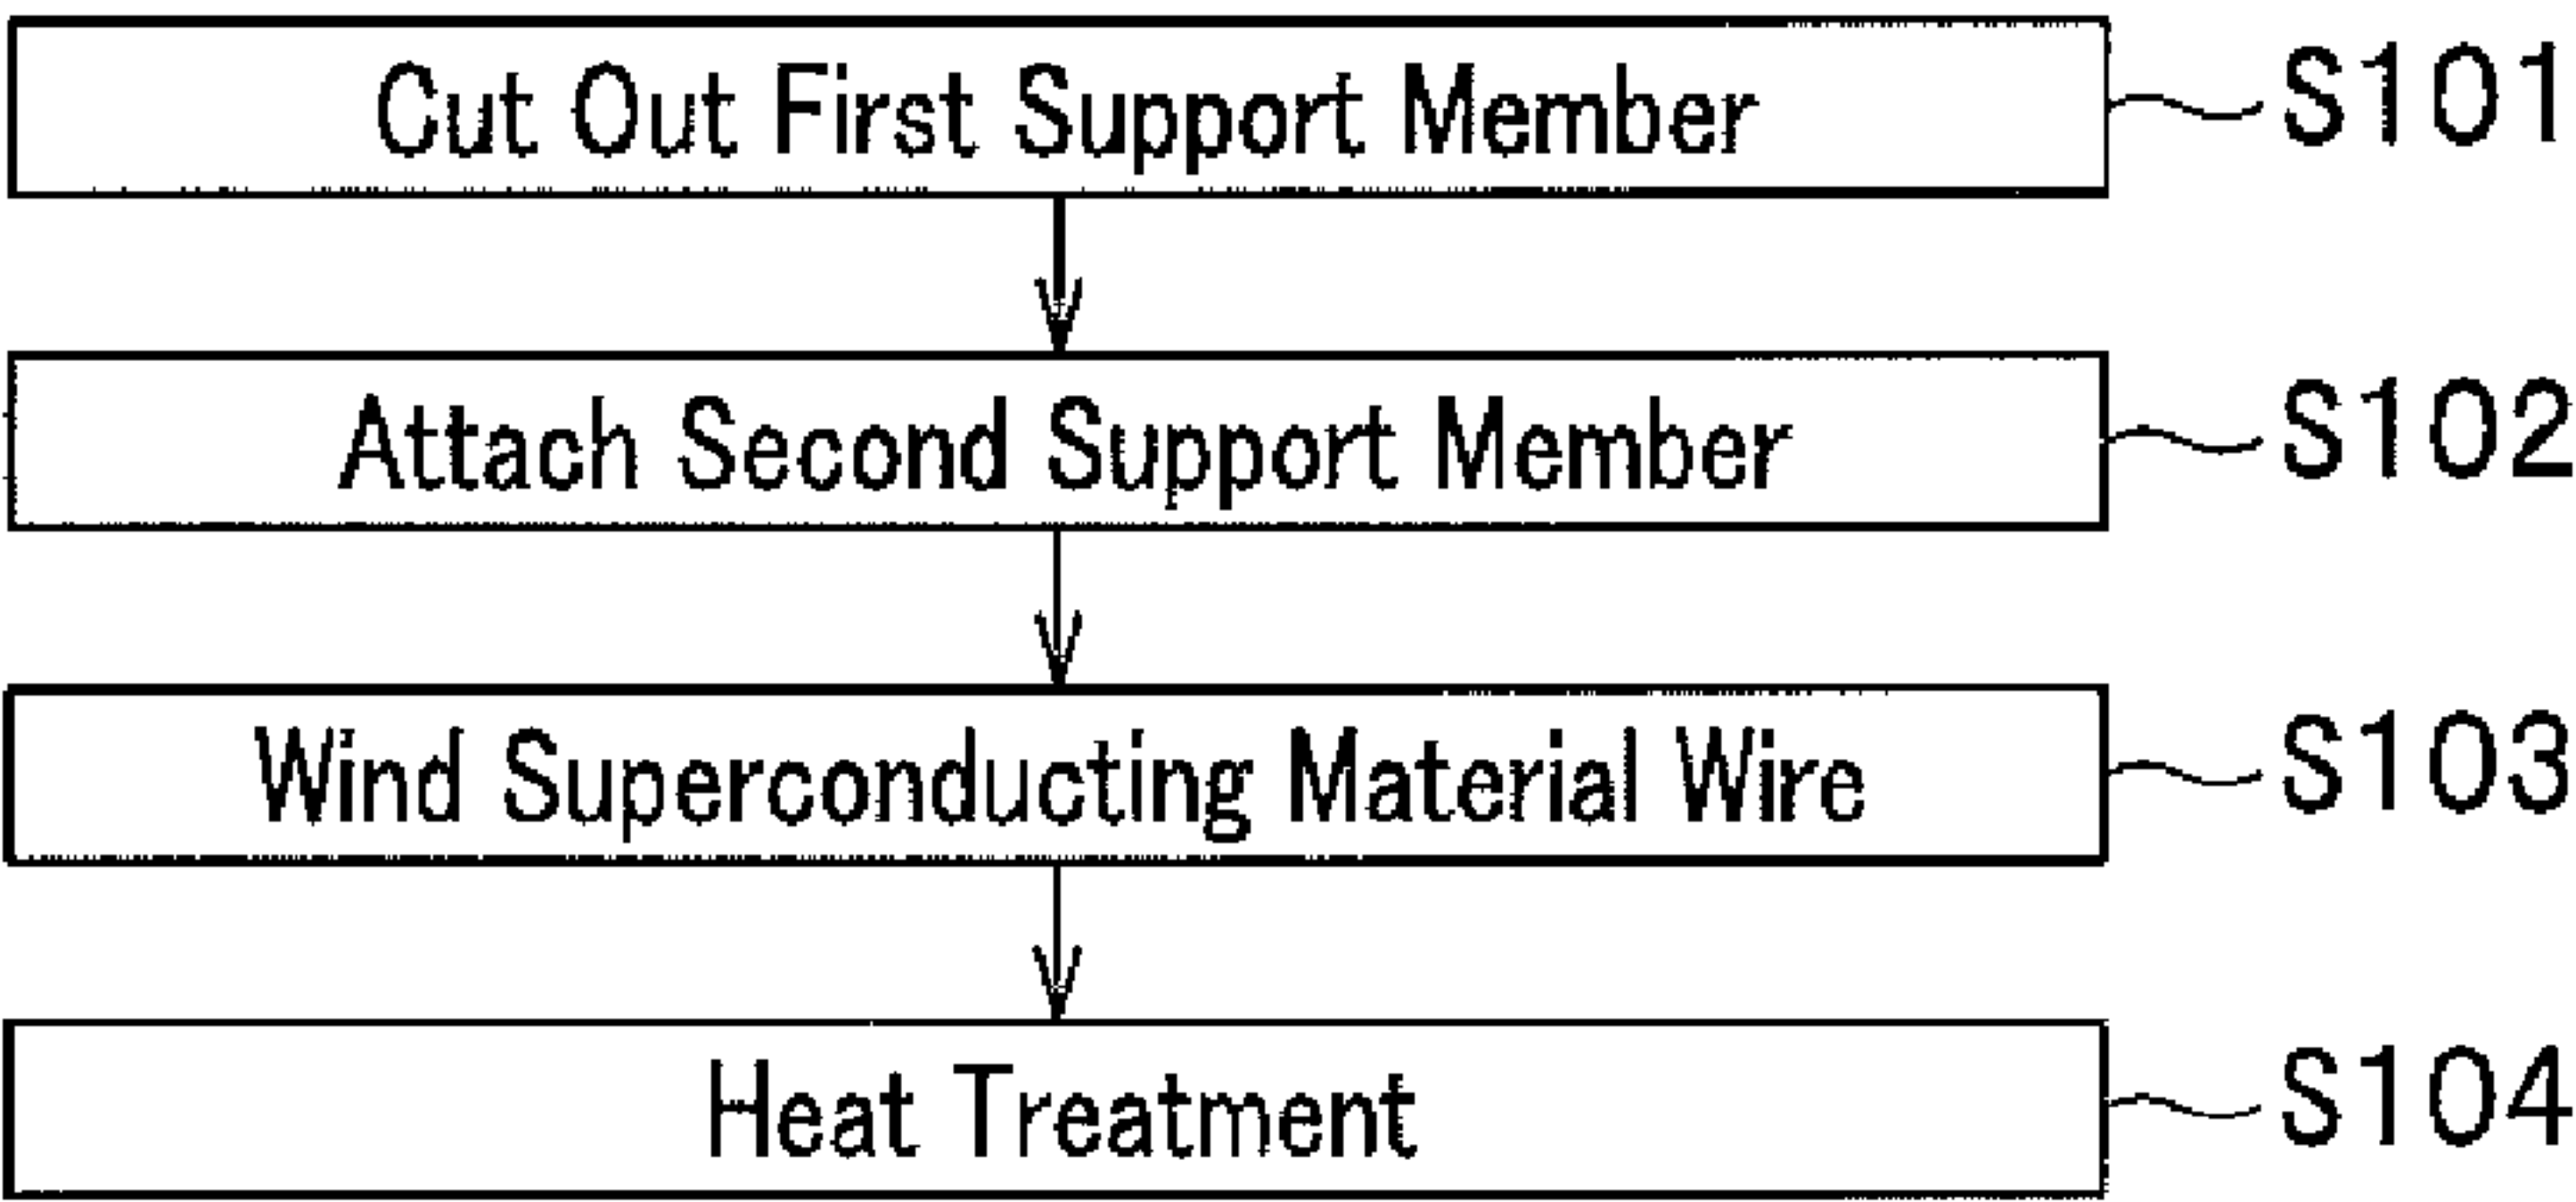 Cut Out First Support Member S101
Attach Second Support Member S102
Wind Superconducting Material Wire S103
Heat Treatment S104